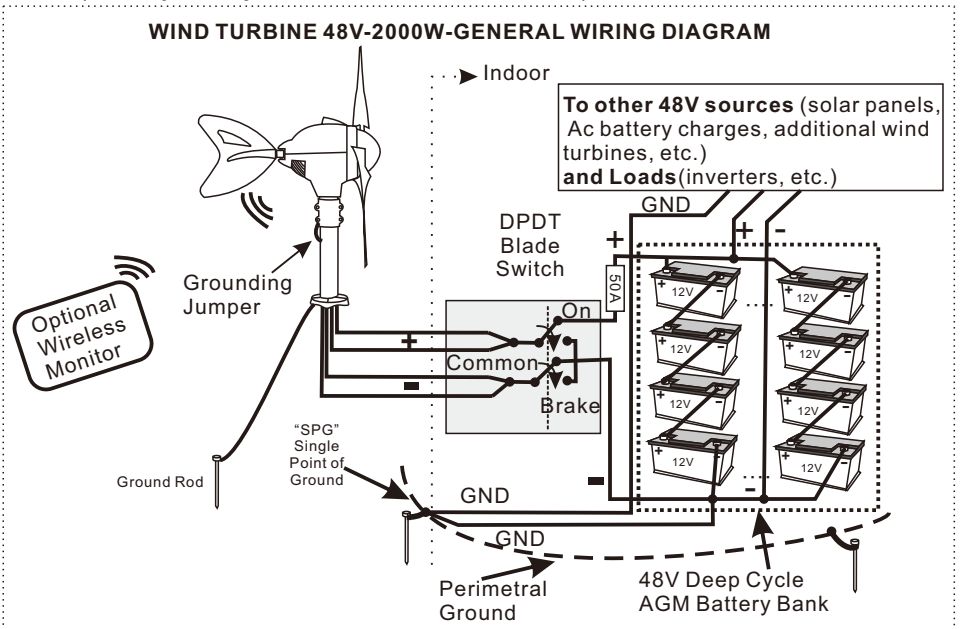 WIND TURBINE 48V-2000W-GENERAL WIRING DIAGRAM
Indoor
To other 48V sources (solar panels,
Ac battery charges, additional wind
turbines, etc.)
and Loads(inverters, etc.)
GND
+ -
DPDT
Blade
Switch
+
50A
Grounding
Jumper
Optional
Wireless
Monitor
On
+
Common
-
Brake
+ 12V -
+ 12V -
+ 12V -
+ 12V -
+ 12V -
+ 12V -
+ 12V -
+ 12V -
"SPG"
Single
Point of
Ground
Ground Rod
GND
-
-
GND
Perimetral
Ground
48V Deep Cycle
AGM Battery Bank